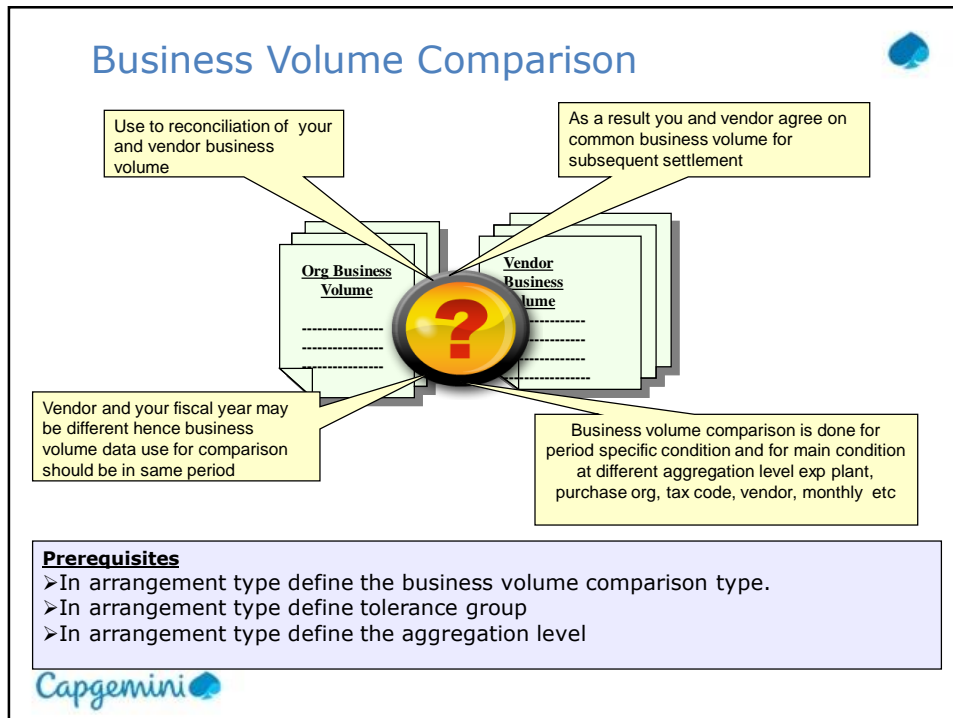 Business Volume Comparison
Use to reconciliation of your
and vendor business
volume
As a result you and vendor agree on
common business volume for
subsequent settlement
Org Business
Volume
----------------
----------------
----------------
Vendor
Business
Volume
----------------
----------------
----------------
-----------------
?
Vendor and your fiscal year may
be different hence business
volume data use for comparison
should be in same period
Business volume comparison is done for
period specific condition and for main condition
at different aggregation level exp plant,
purchase org, tax code, vendor, monthly etc
Prerequisites
➢In arrangement type define the business volume comparison type.
➢In arrangement type define tolerance group
➢In arrangement type define the aggregation level
Capgemini